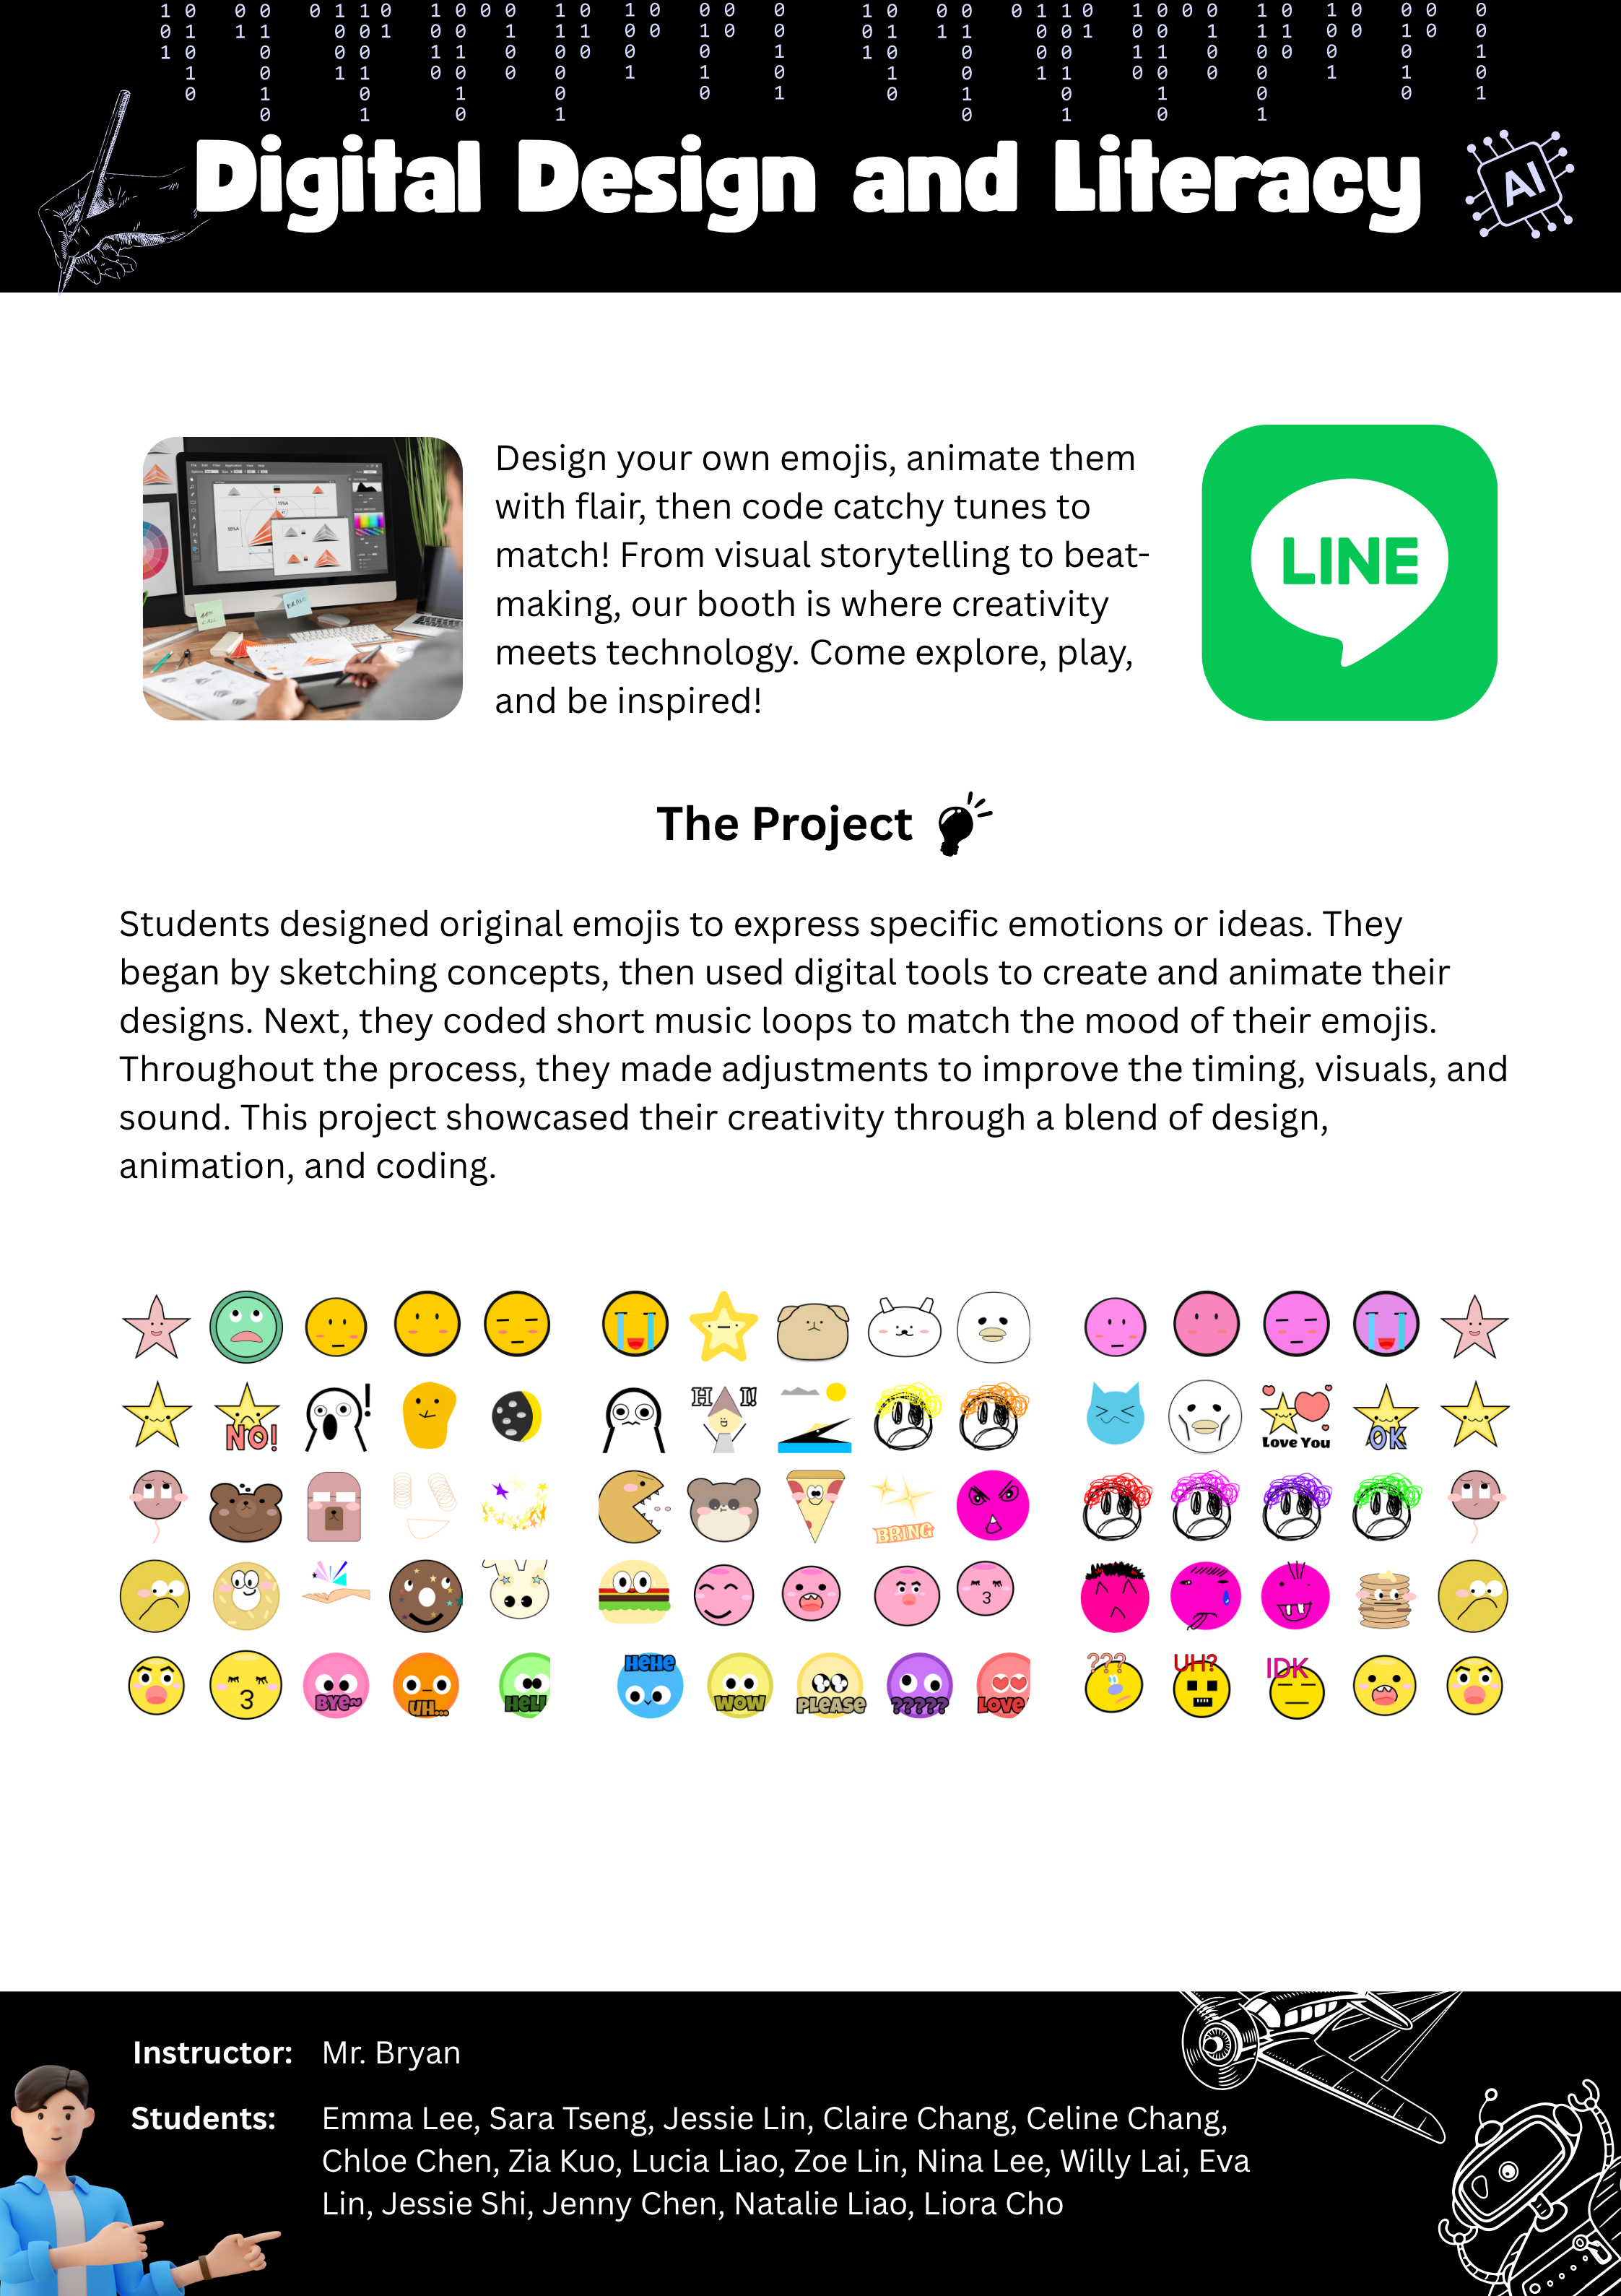 Digital Design and Literacy
AI
Design your own emojis, animate them
with flair, then code catchy tunes to
match! From visual storytelling to beat-
making, our booth is where creativity
meets technology. Come explore, play,
and be inspired!
LINE
The Project
Students designed original emojis to express specific emotions or ideas. They
began by sketching concepts, then used digital tools to create and animate their
designs. Next, they coded short music loops to match the mood of their emojis.
Throughout the process, they made adjustments to improve the timing, visuals, and
sound. This project showcased their creativity through a blend of design,
animation, and coding.
NO!
!
HI!
Love You
OK
BRING
3
3
BYE~
UH...
HEHE
WOW
PLEASE
?????
LOVE
???
UH?
IDK
Instructor: Mr. Bryan
Students: Emma Lee, Sara Tseng, Jessie Lin, Claire Chang, Celine Chang,
Chloe Chen, Zia Kuo, Lucia Liao, Zoe Lin, Nina Lee, Willy Lai, Eva
Lin, Jessie Shi, Jenny Chen, Natalie Liao, Liora Cho